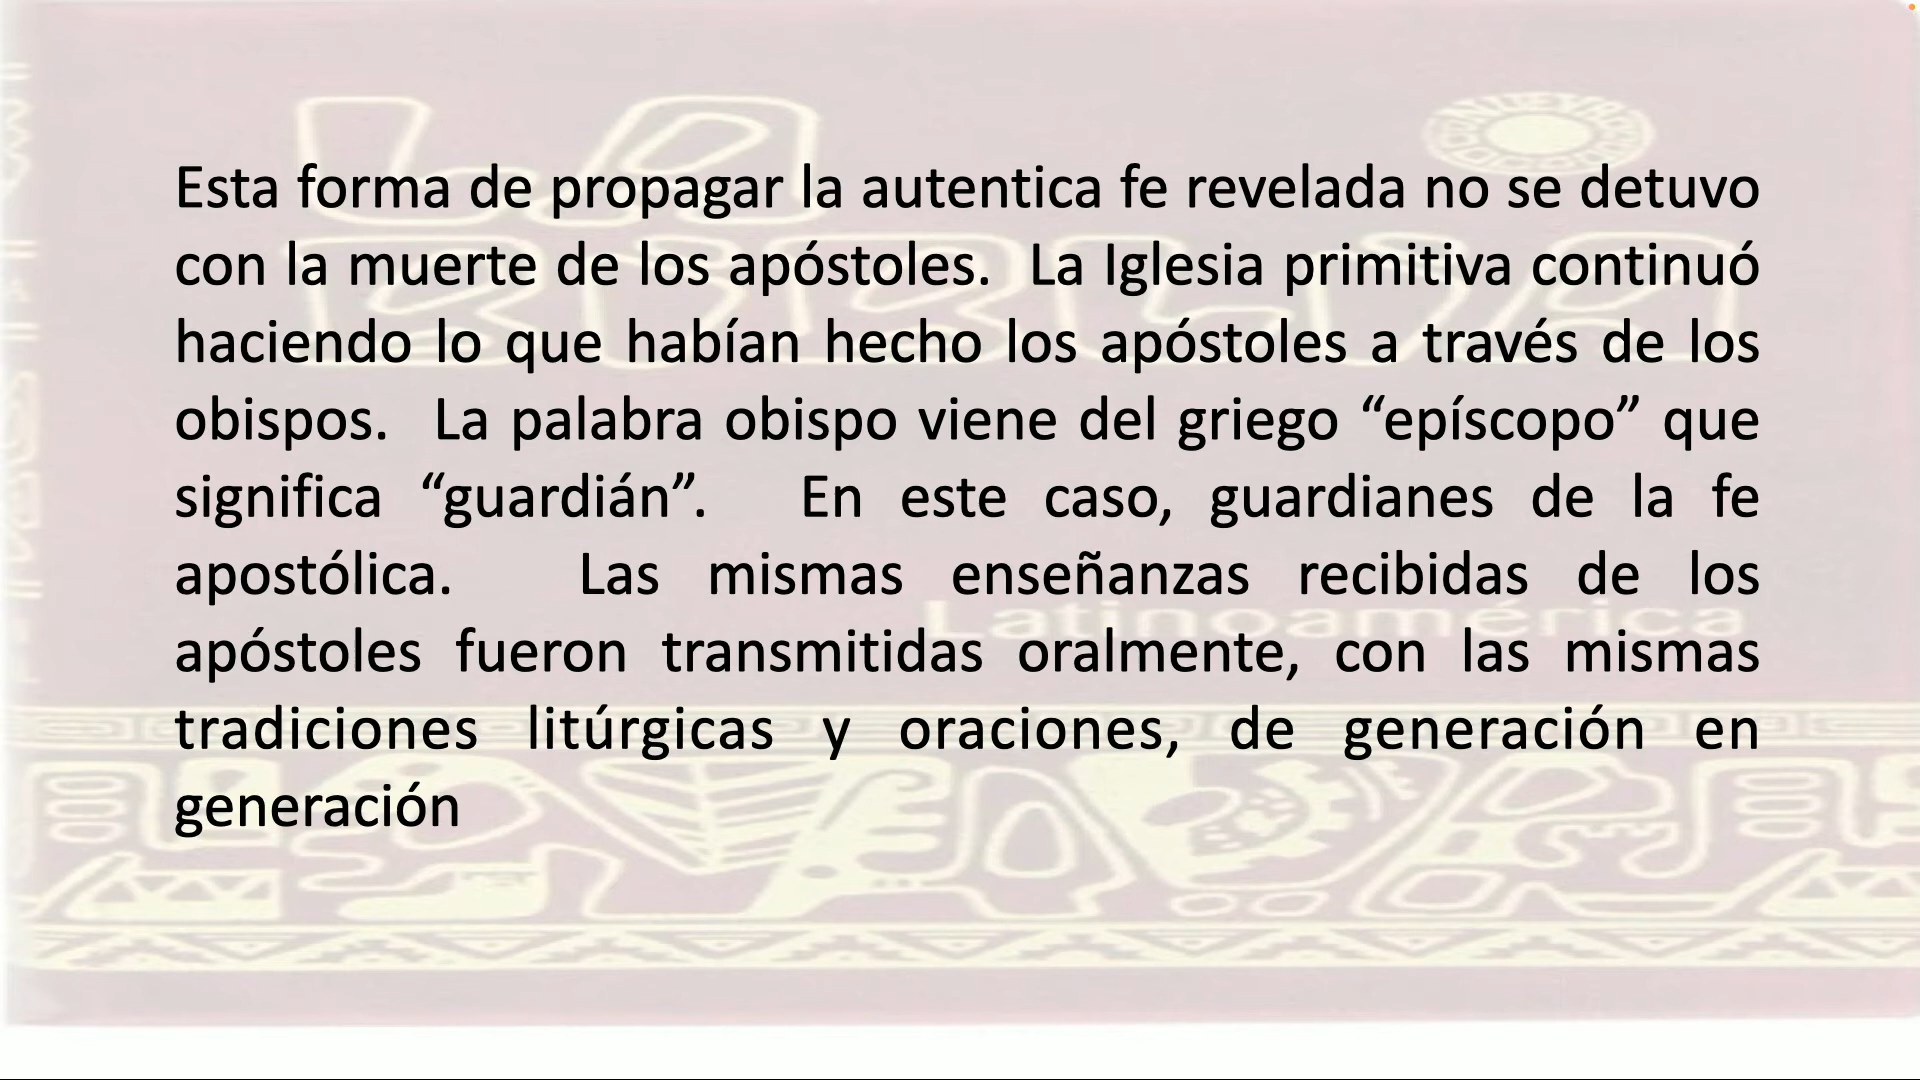 La
BIBLIA
Latinoamérica
Esta forma de propagar la autentica fe revelada no se detuvo
con la muerte de los apóstoles.  La Iglesia primitiva continuó
haciendo lo que habían hecho los apóstoles a través de los
obispos.  La palabra obispo viene del griego “epíscopo” que
significa “guardián”.  En este caso, guardianes de la fe
apostólica.  Las mismas enseñanzas recibidas de los
apóstoles fueron transmitidas oralmente, con las mismas
tradiciones litúrgicas y oraciones, de generación en
generación